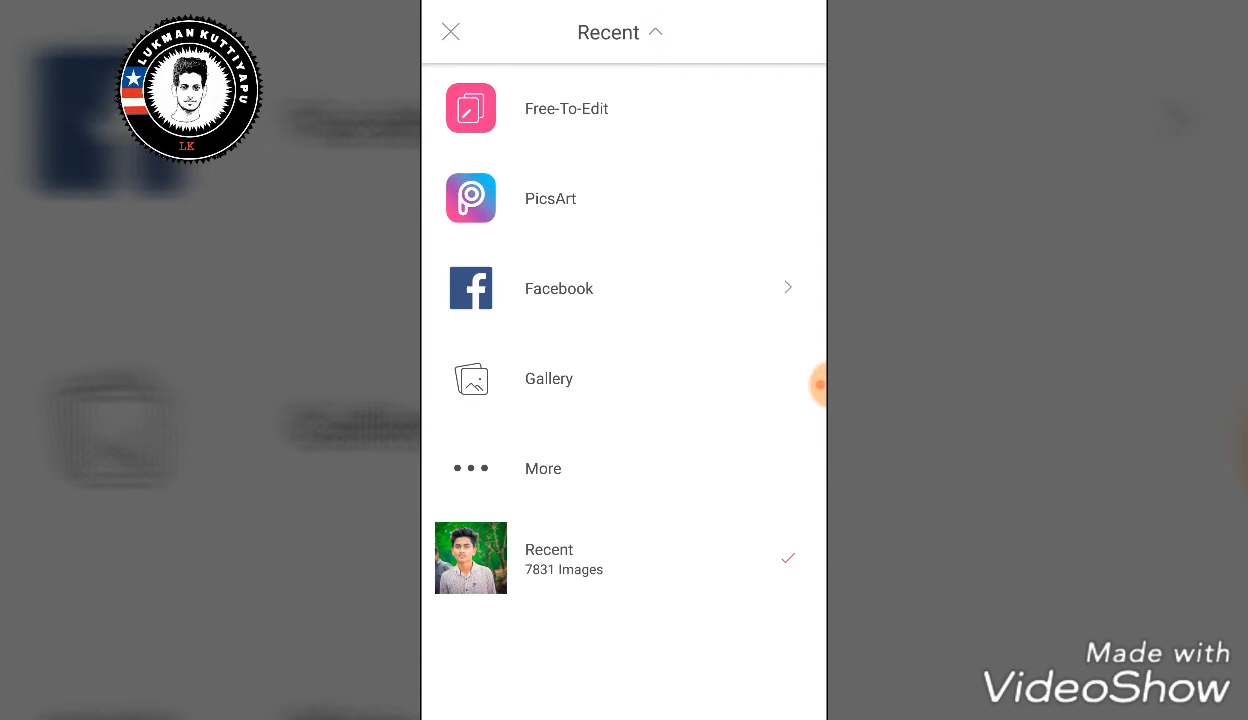 LUKMAN KUTTIYAPU
LK
Recent
Free-To-Edit
PicsArt
Facebook
Gallery
More
Recent
7831 Images
Made with
VideoShow